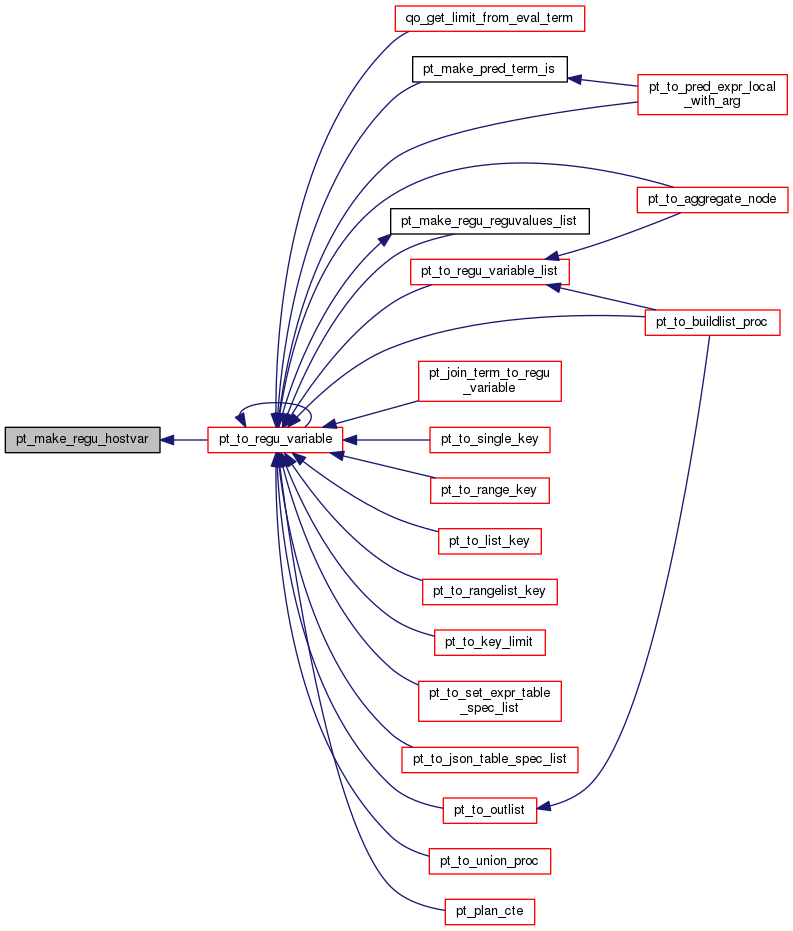 qo_get_limit_from_eval_term
pt_make_pred_term_is
pt_to_pred_expr_local
_with_arg
pt_to_aggregate_node
pt_make_regu_reguvalues_list
pt_to_regu_variable_list
pt_to_buildlist_proc
pt_join_term_to_regu
_variable
pt_make_regu_hostvar
pt_to_regu_variable
pt_to_single_key
pt_to_range_key
pt_to_list_key
pt_to_rangelist_key
pt_to_key_limit
pt_to_set_expr_table
_spec_list
pt_to_json_table_spec_list
pt_to_outlist
pt_to_union_proc
pt_plan_cte